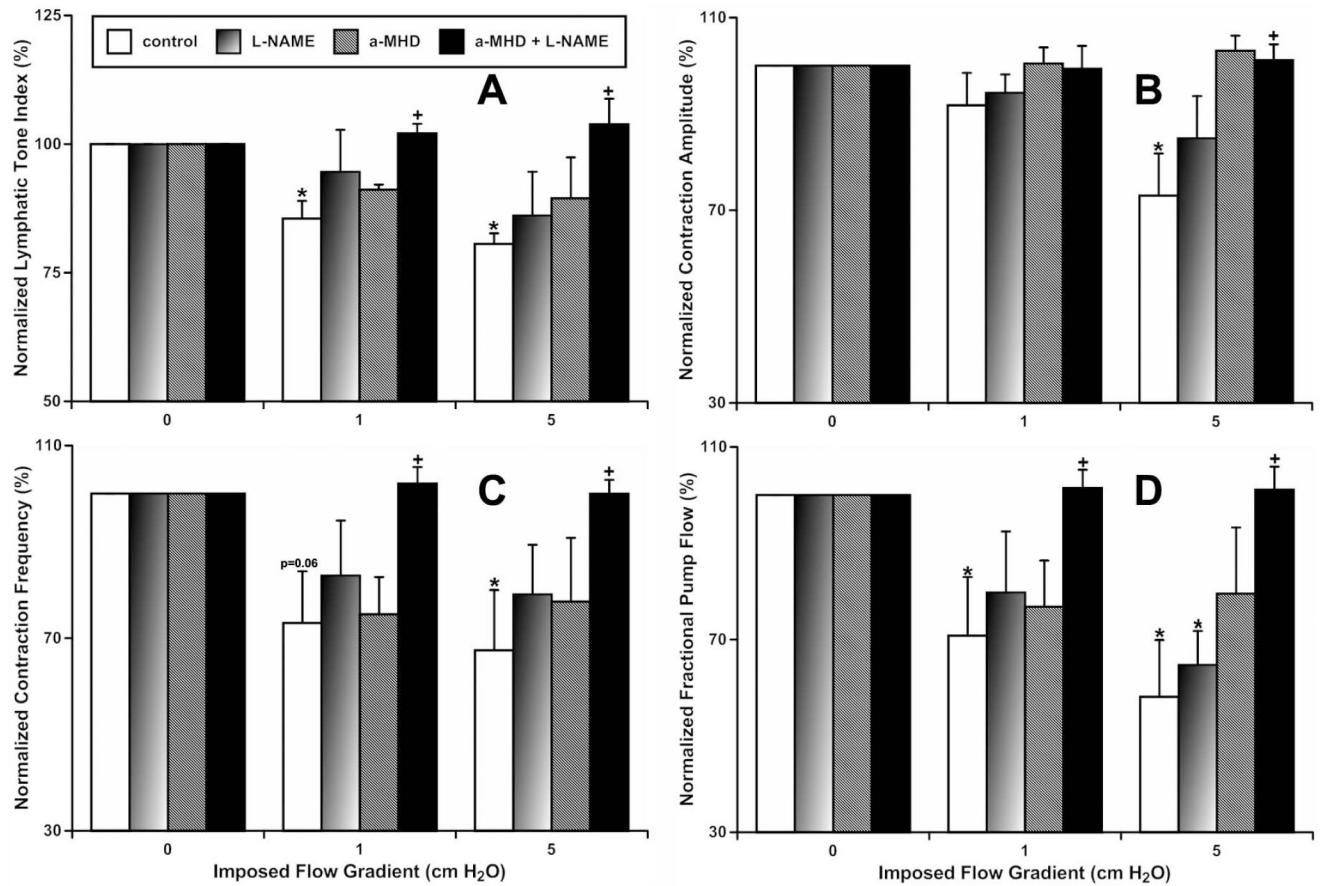 control L-NAME a-MHD a-MHD + L-NAME
A
Normalized Lymphatic Tone Index (%)
125
100
75
50
+
+
*
*
0 1 5
B
Normalized Contraction Amplitude (%)
110
70
30
+
*
0 1 5
C
Normalized Contraction Frequency (%)
110
70
30
+
+
p=0.06
*
0 1 5
Imposed Flow Gradient (cm H₂O)
D
Normalized Fractional Pump Flow (%)
110
70
30
+
+
*
* *
0 1 5
Imposed Flow Gradient (cm H₂O)